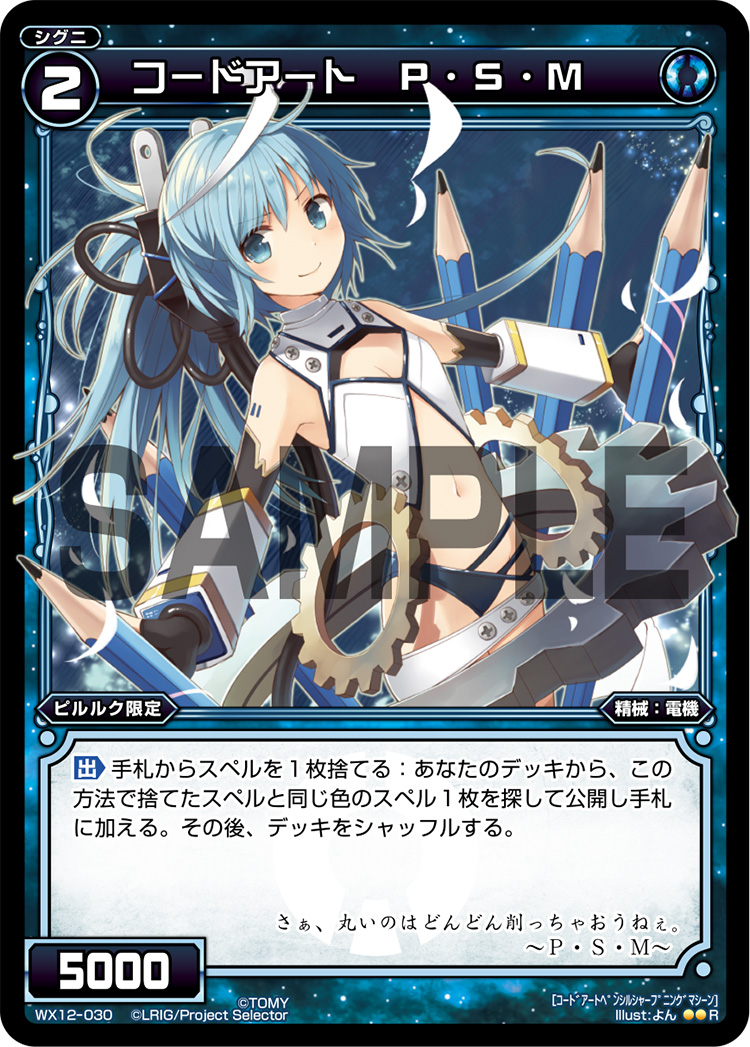 シグニ
2
コードアート P・S・M
SAMPLE
ピルルク限定
精械：電機
出 手札からスペルを１枚捨てる：あなたのデッキから、この
方法で捨てたスペルと同じ色のスペル１枚を探して公開し手札
に加える。その後、デッキをシャッフルする。
さぁ、丸いのはどんどん削っちゃおうねぇ。
～P・S・M～
5000
©TOMY
[コードアートペンシルシャープニングマシーン]
WX12-030 ©LRIG/Project Selector
Illust:よん R